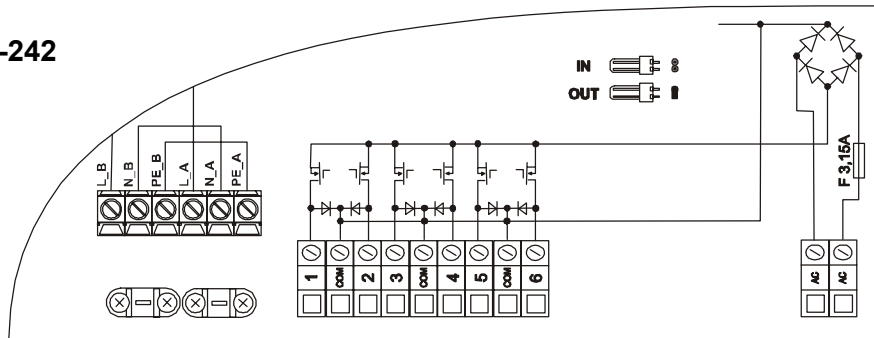 -242
IN
OUT
L_B
N_B
PE_B
L_A
N_A
PE_A
F 3,15A
1
COM
2
3
COM
4
5
COM
6
AC
AC